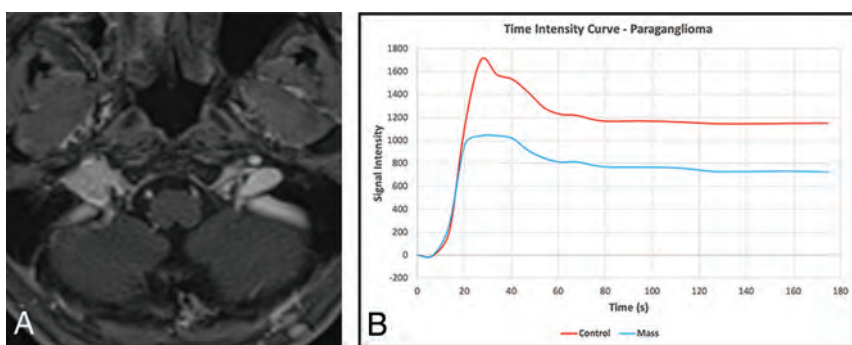 A
Time Intensity Curve - Paraganglioma
Signal Intensity
1800
1600
1400
1200
1000
800
600
400
200
0
-200
0 20 40 60 80 100 120 140 160 180
Time (s)
Control Mass
B